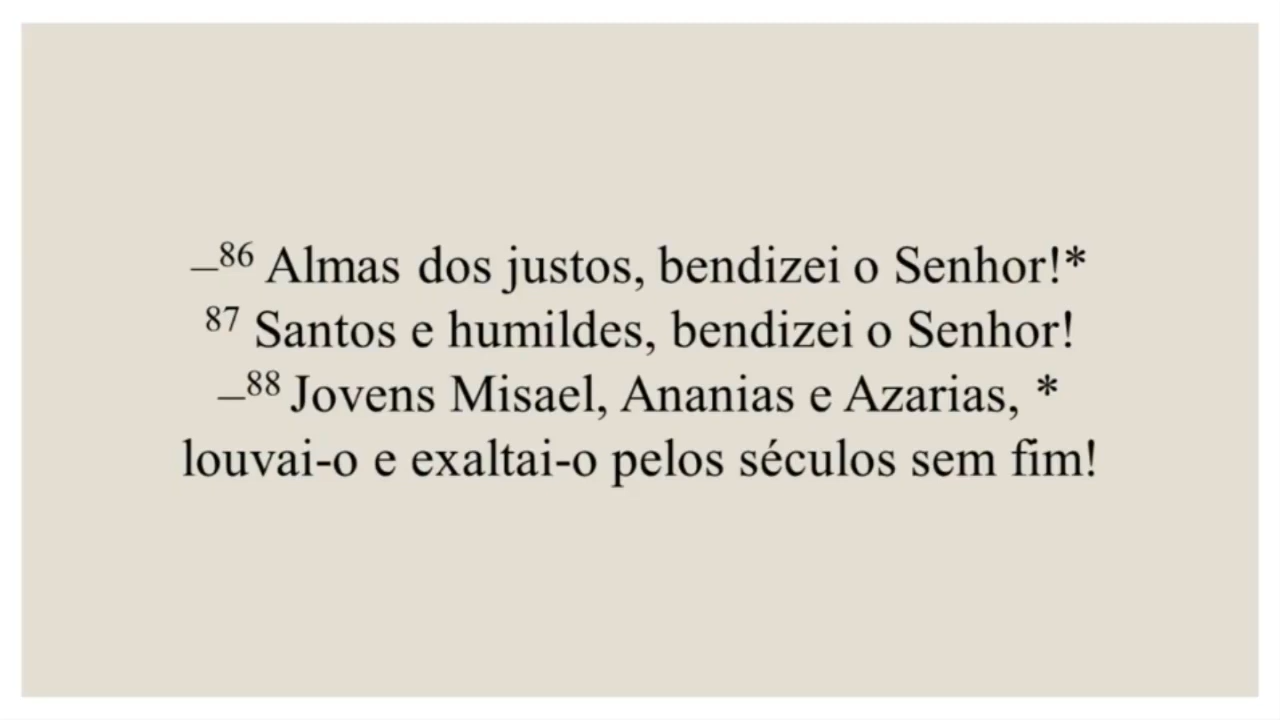 –86 Almas dos justos, bendizei o Senhor!*
87 Santos e humildes, bendizei o Senhor!
–88 Jovens Misael, Ananias e Azarias, *
louvai-o e exaltai-o pelos séculos sem fim!